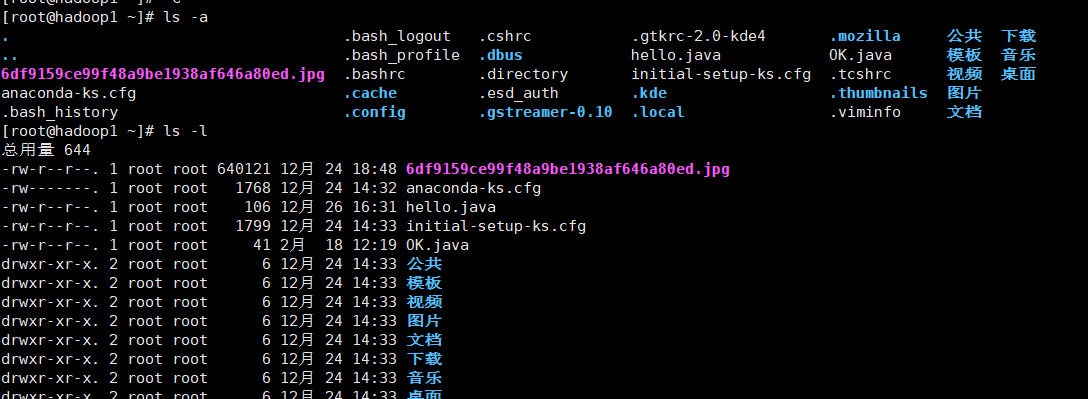 [root@hadoop1 ~]# ls -a
. .bash_logout .cshrc .gtkrc-2.0-kde4 .mozilla 公共 下载
.. .bash_profile .dbus hello.java OK.java 模板 音乐
6df9159ce99f48a9be1938af646a80ed.jpg .bashrc .directory initial-setup-ks.cfg .tcshrc 视频 桌面
anaconda-ks.cfg .cache .esd_auth .kde .thumbnails 图片
.bash_history .config .gstreamer-0.10 .local .viminfo 文档
[root@hadoop1 ~]# ls -l
总用量 644
-rw-r--r--. 1 root root 640121 12月 24 18:48 6df9159ce99f48a9be1938af646a80ed.jpg
-rw-------. 1 root root 1768 12月 24 14:32 anaconda-ks.cfg
-rw-r--r--. 1 root root 106 12月 26 16:31 hello.java
-rw-r--r--. 1 root root 1799 12月 24 14:33 initial-setup-ks.cfg
-rw-r--r--. 1 root root 41 2月 18 12:19 OK.java
drwxr-xr-x. 2 root root 6 12月 24 14:33 公共
drwxr-xr-x. 2 root root 6 12月 24 14:33 模板
drwxr-xr-x. 2 root root 6 12月 24 14:33 视频
drwxr-xr-x. 2 root root 6 12月 24 14:33 图片
drwxr-xr-x. 2 root root 6 12月 24 14:33 文档
drwxr-xr-x. 2 root root 6 12月 24 14:33 下载
drwxr-xr-x. 2 root root 6 12月 24 14:33 音乐
drwxr-xr-x. 2 root root 6 12月 24 14:33 桌面